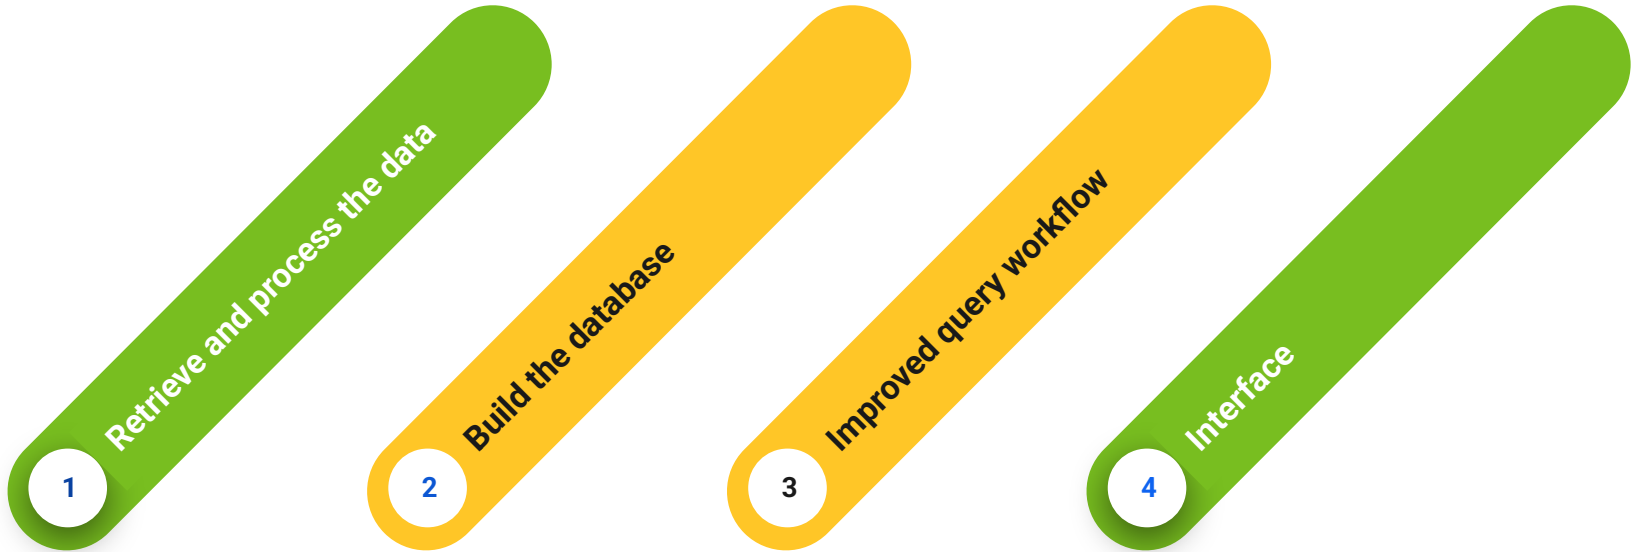 1
Retrieve and process the data
2
Build the database
3
Improved query workflow
4
Interface